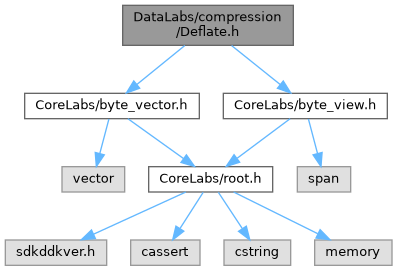 DataLabs/compression
/Deflate.h
CoreLabs/byte_vector.h
CoreLabs/byte_view.h
vector
CoreLabs/root.h
span
sdkddkver.h
cassert
cstring
memory